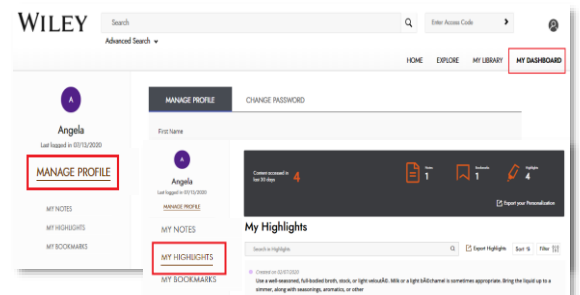 WILEY
Search
Enter Access Code
Advanced Search
HOME EXPLORE MY LIBRARY MY DASHBOARD
A
Angela
Last logged in 07/13/2020
MANAGE PROFILE
MY NOTES
MY HIGHLIGHTS
MY BOOKMARKS
MANAGE PROFILE CHANGE PASSWORD
First Name
A
Angela
Last logged in 07/13/2020
MANAGE PROFILE
MY NOTES
MY HIGHLIGHTS
MY BOOKMARKS
Content accessed in
last 30 days
4
Notes
1
Bookmarks
1
Highlights
4
Export your Personalization
My Highlights
Search in Highlights
Export Highlights Sort Filter
Created on 02/07/2020
Use a well-seasoned, full-bodied broth, stock, or light veloutÃ©. Milk or a light bÃ©chamel is sometimes appropriate. Bring the liquid up to a
simmer, along with seasonings, aromatics, or other